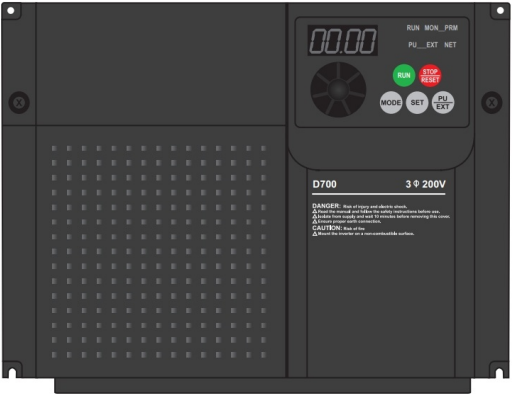 00.00
RUN MON PRM
PU EXT NET
RUN
STOP
RESET
MODE
SET
PU
EXT
D700 3 Φ 200V
DANGER: Risk of injury and electric shock.
Read the manual and follow the safety instructions before use.
Isolate from supply and wait 10 minutes before removing this cover.
Ensure proper earth connection.
CAUTION: Risk of fire
Mount the inverter on a non-combustible surface.